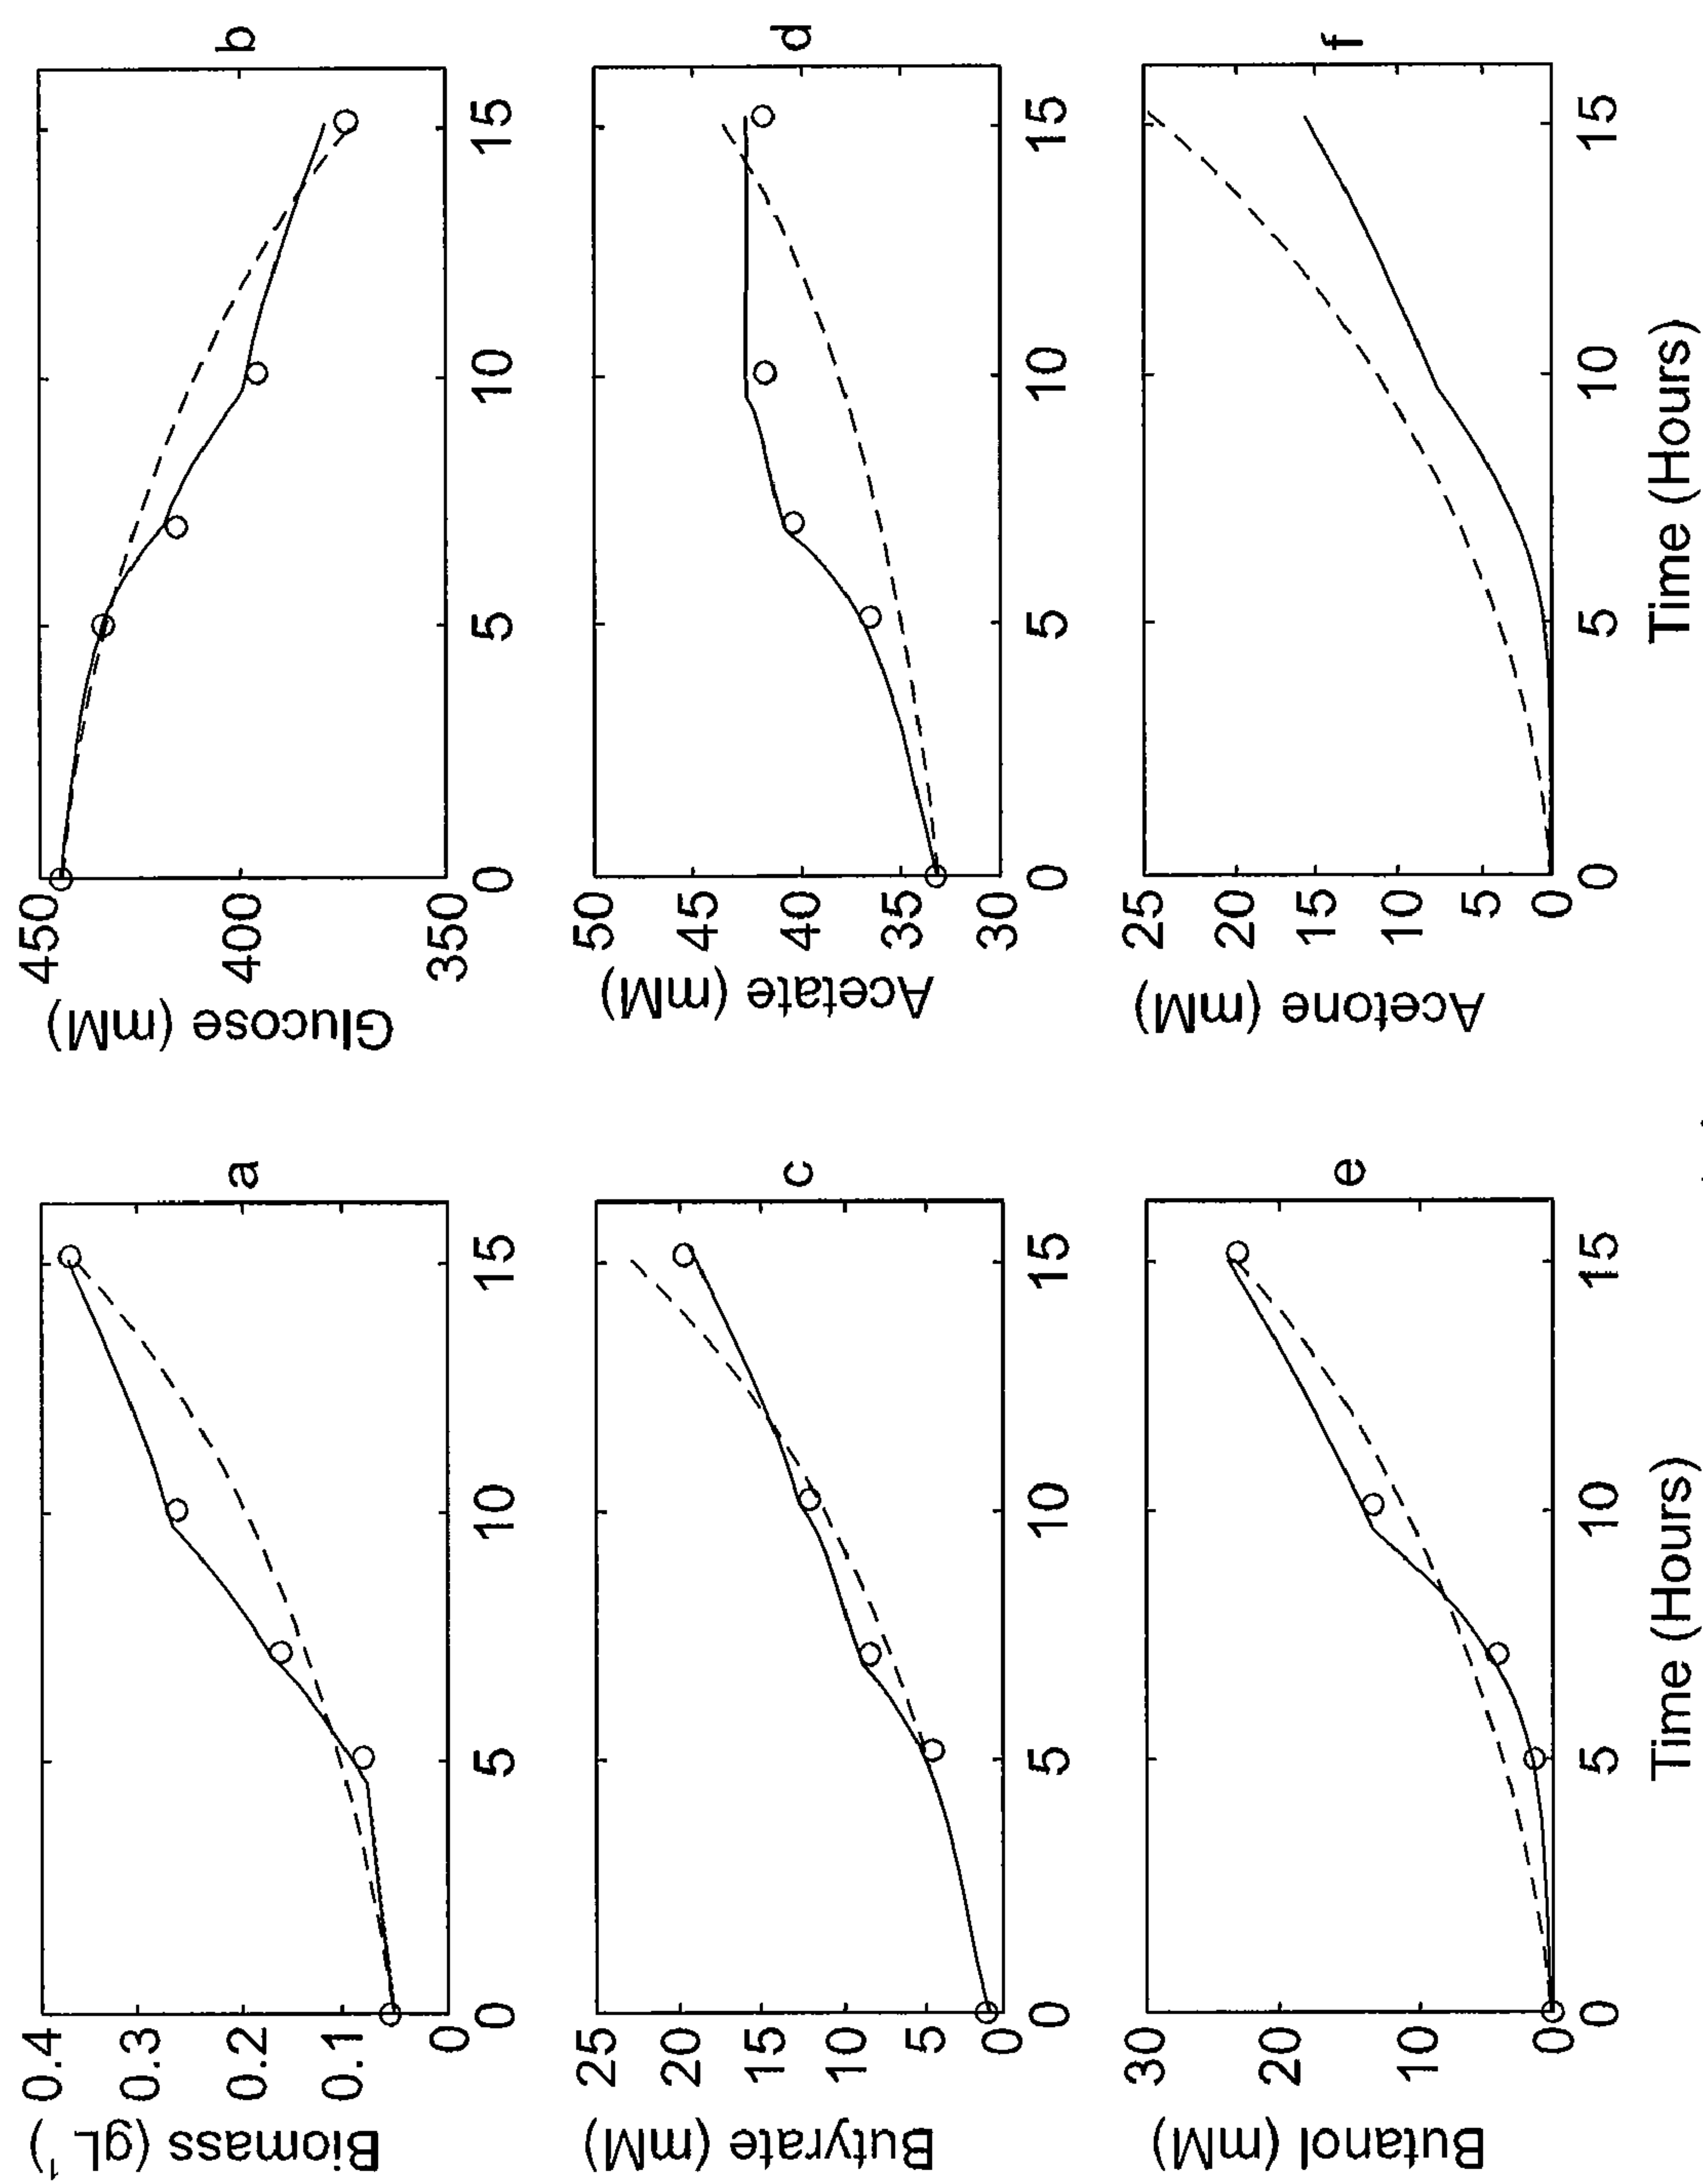 a
0.4
0.3
0.2
0.1
0
Biomass (gL⁻¹)
0 5 10 15
b
450
400
350
Glucose (mM)
0 5 10 15
c
25
20
15
10
5
0
Butyrate (mM)
0 5 10 15
d
50
45
40
35
30
Acetate (mM)
0 5 10 15
e
30
20
10
0
Butanol (mM)
0 5 10 15
Time (Hours)
f
25
20
15
10
5
0
Acetone (mM)
0 5 10 15
Time (Hours)